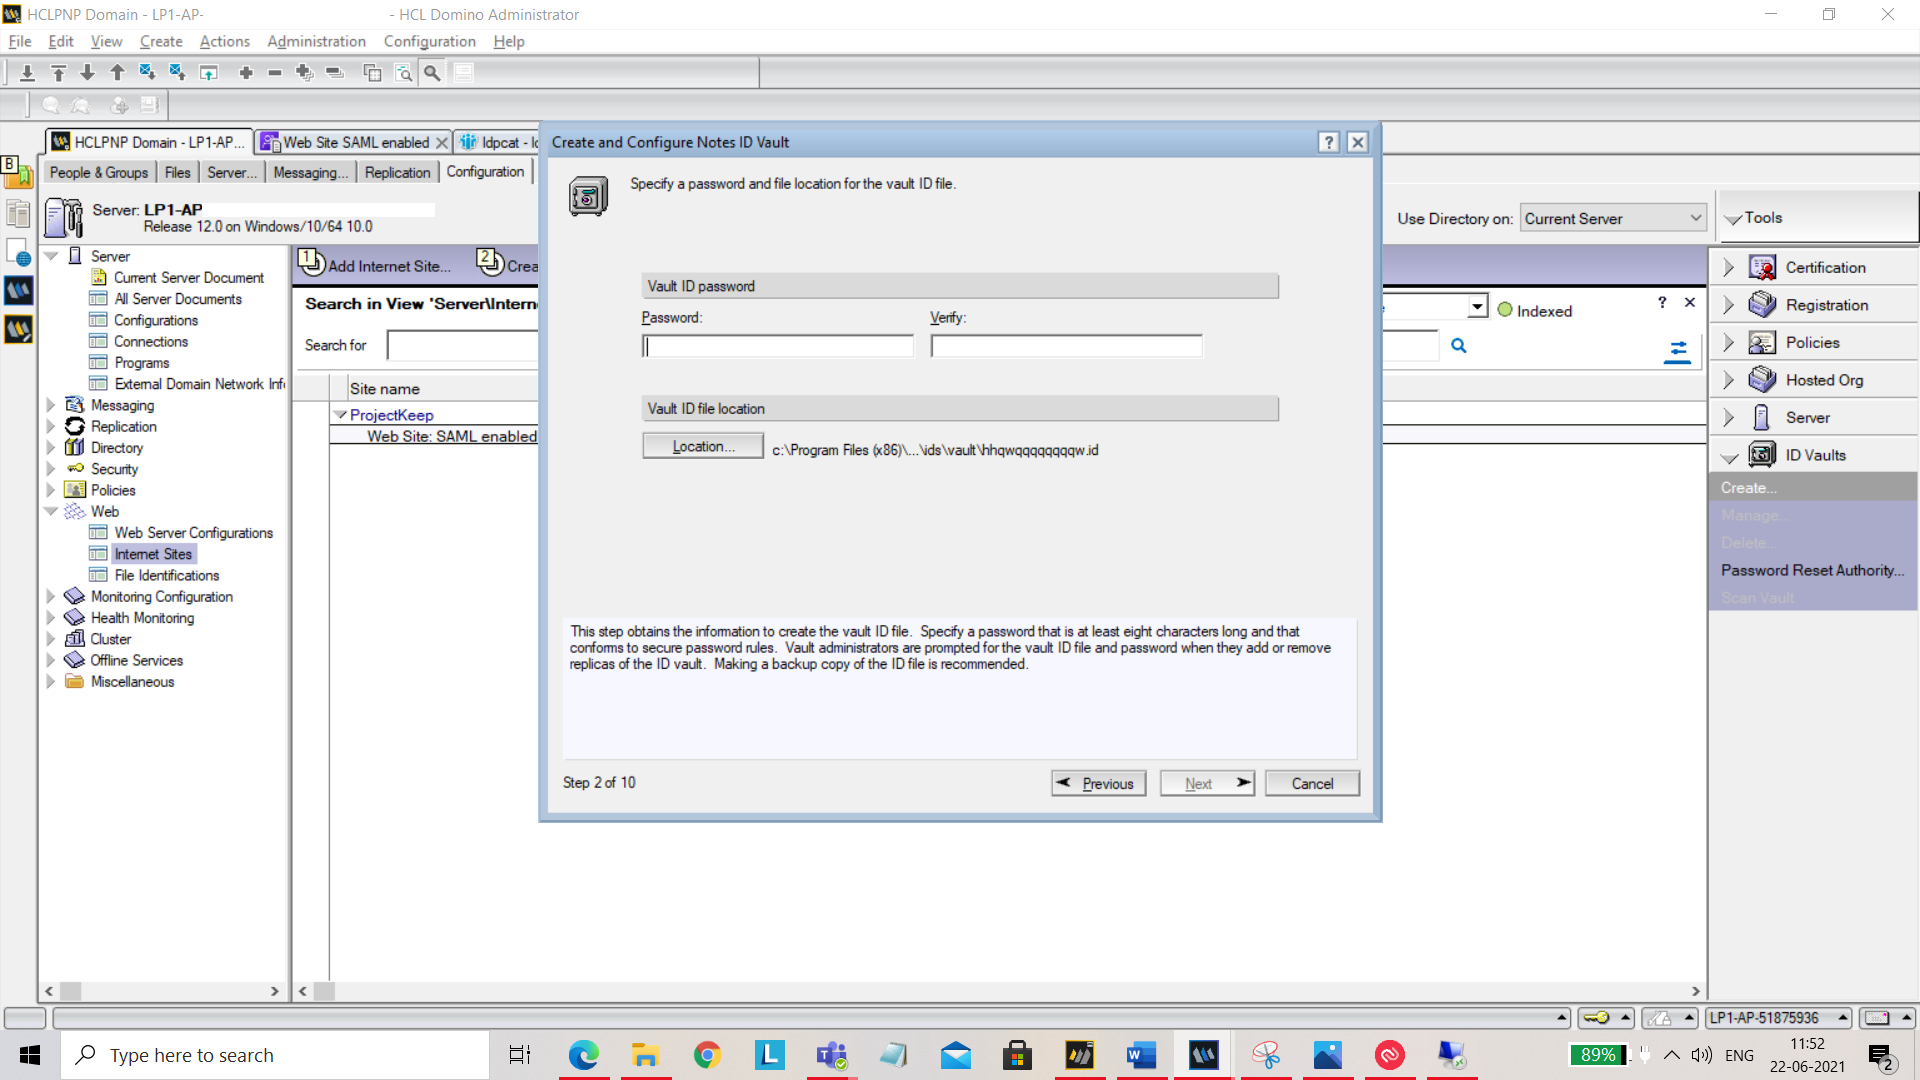 HCLPNP Domain - LP1-AP- - HCL Domino Administrator
File Edit View Create Actions Administration Configuration Help
HCLPNP Domain - LP1-AP...
Web Site SAML enabled
Idpcat - Ic
B
People & Groups
Files
Server...
Messaging...
Replication
Configuration
Server: LP1-AP
Release 12.0 on Windows/10/64 10.0
Use Directory on: Current Server
Tools
Server
Current Server Document
All Server Documents
Configurations
Connections
Programs
External Domain Network Inf
Messaging
Replication
Directory
Security
Policies
Web
Web Server Configurations
Internet Sites
File Identifications
Monitoring Configuration
Health Monitoring
Cluster
Offline Services
Miscellaneous
1 Add Internet Site...
2 Crea
Search in View 'Server\Intern
Search for
Indexed
?
Site name
ProjectKeep
Web Site: SAML enabled
Create and Configure Notes ID Vault
?
Specify a password and file location for the vault ID file.
Vault ID password
Password:
Verify:
Vault ID file location
Location...
c:\Program Files (x86)\...\ids\vault\hhqwqqqqqqqqw.id
This step obtains the information to create the vault ID file. Specify a password that is at least eight characters long and that
conforms to secure password rules. Vault administrators are prompted for the vault ID file and password when they add or remove
replicas of the ID vault. Making a backup copy of the ID file is recommended.
Step 2 of 10
Previous
Next
Cancel
Certification
Registration
Policies
Hosted Org
Server
ID Vaults
Create...
Manage...
Delete...
Password Reset Authority...
Scan Vault
LP1-AP-51875936
Type here to search
89%
ENG
11:52
22-06-2021
2